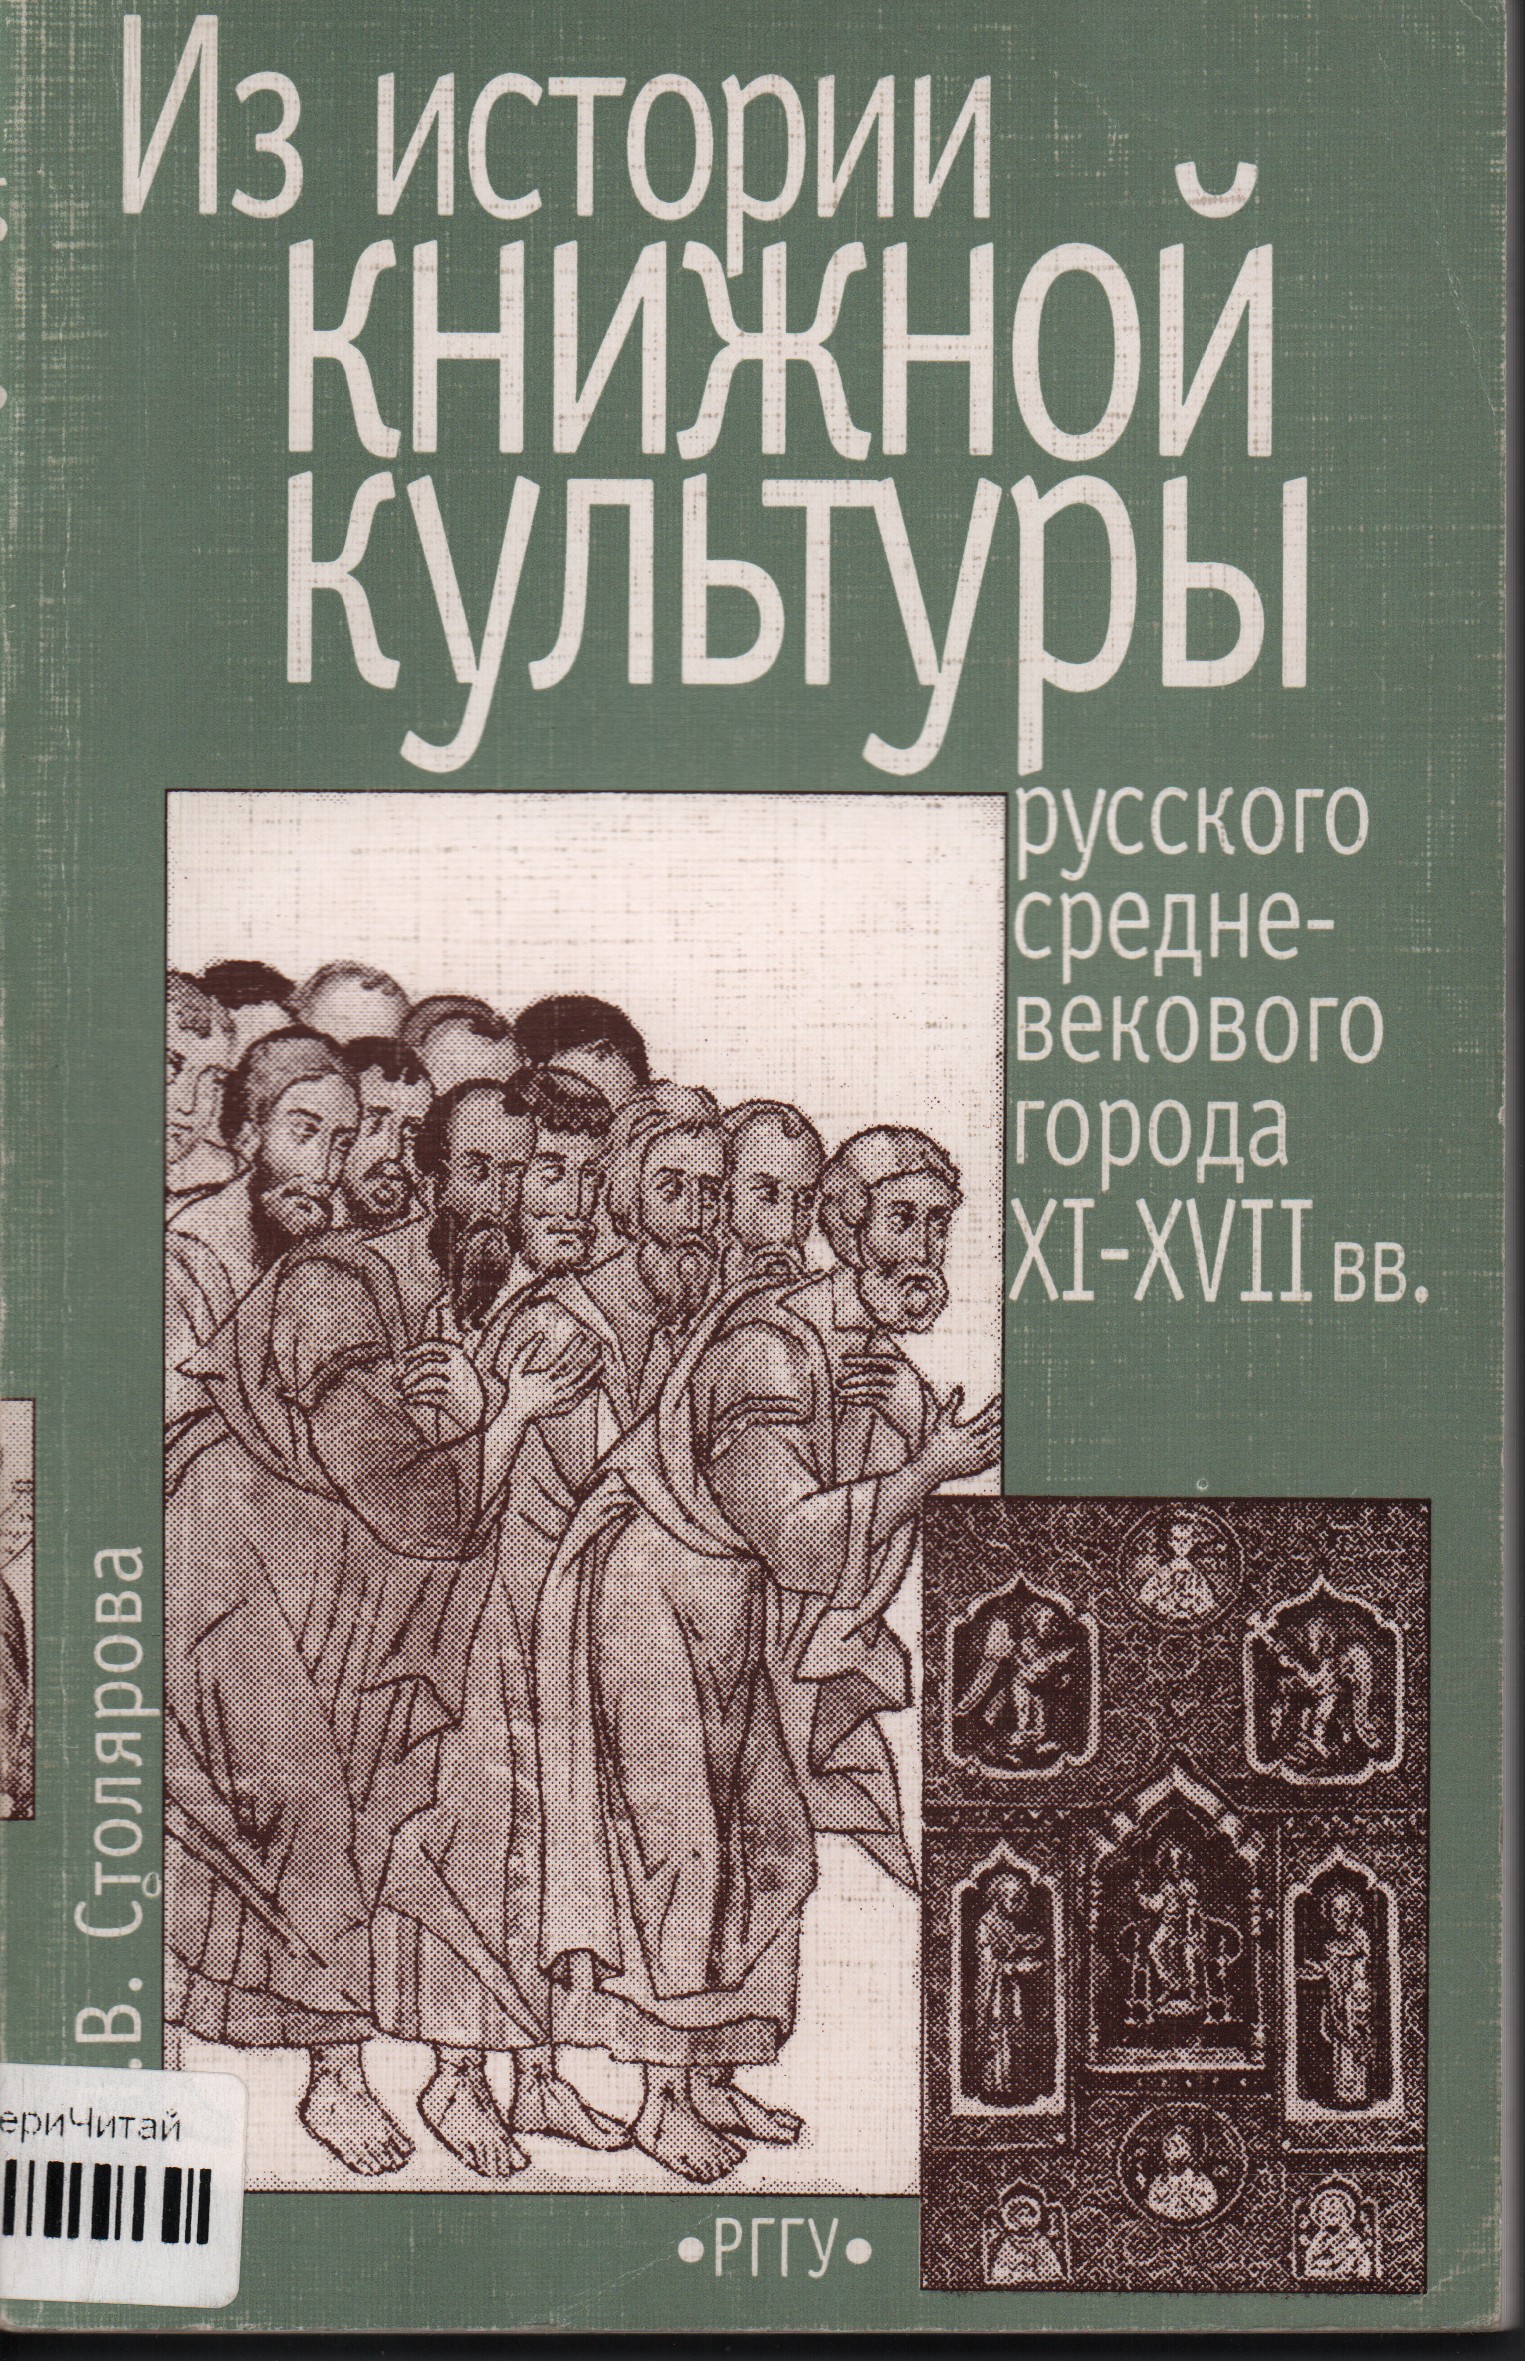 Из истории
книжной
культуры
русского
средне-
векового
города
XI-XVII вв.
.В. Столярова
ериЧитай
•РГГУ•